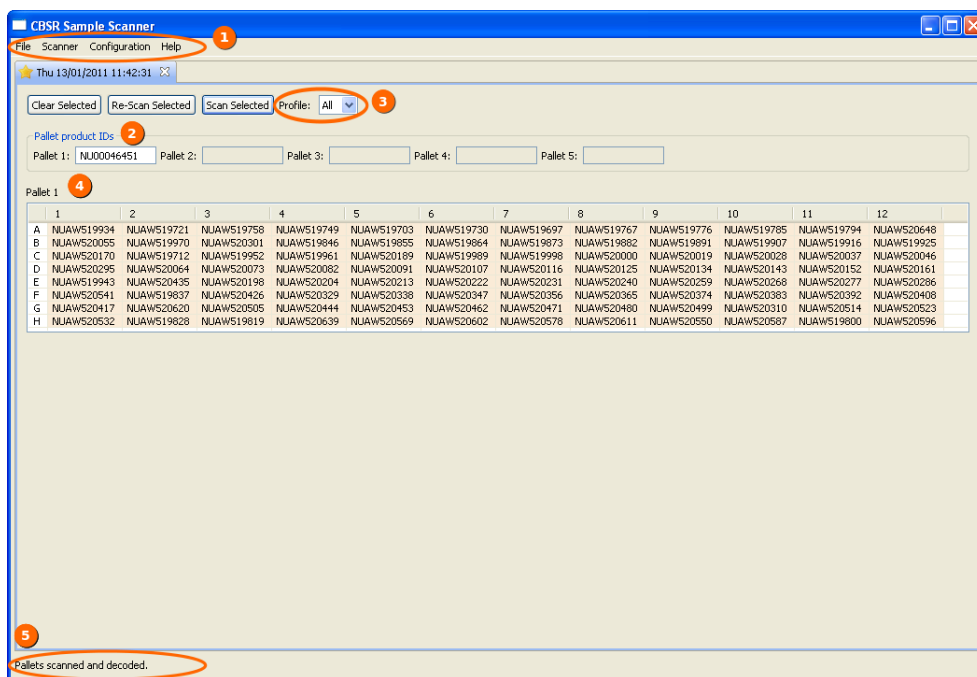 CBSR Sample Scanner
File Scanner Configuration Help 1
Thu 13/01/2011 11:42:31
Clear Selected Re-Scan Selected Scan Selected Profile: All 3
Pallet product IDs 2
Pallet 1: NU00046451 Pallet 2: Pallet 3: Pallet 4: Pallet 5:
Pallet 1 4
1 2 3 4 5 6 7 8 9 10 11 12
A NUAW519934 NUAW519721 NUAW519758 NUAW519749 NUAW519703 NUAW519730 NUAW519697 NUAW519767 NUAW519776 NUAW519785 NUAW519794 NUAW520648
B NUAW520055 NUAW519970 NUAW520301 NUAW519846 NUAW519855 NUAW519864 NUAW519873 NUAW519882 NUAW519891 NUAW519907 NUAW519916 NUAW519925
C NUAW520170 NUAW519712 NUAW519952 NUAW519961 NUAW520189 NUAW519989 NUAW519998 NUAW520000 NUAW520019 NUAW520028 NUAW520037 NUAW520046
D NUAW520295 NUAW520064 NUAW520073 NUAW520082 NUAW520091 NUAW520107 NUAW520116 NUAW520125 NUAW520134 NUAW520143 NUAW520152 NUAW520161
E NUAW519943 NUAW520435 NUAW520198 NUAW520204 NUAW520213 NUAW520222 NUAW520231 NUAW520240 NUAW520259 NUAW520268 NUAW520277 NUAW520286
F NUAW520541 NUAW519837 NUAW520426 NUAW520329 NUAW520338 NUAW520347 NUAW520356 NUAW520365 NUAW520374 NUAW520383 NUAW520392 NUAW520408
G NUAW520417 NUAW520620 NUAW520505 NUAW520444 NUAW520453 NUAW520462 NUAW520471 NUAW520480 NUAW520499 NUAW520310 NUAW520514 NUAW520523
H NUAW520532 NUAW519828 NUAW519819 NUAW520639 NUAW520569 NUAW520602 NUAW520578 NUAW520611 NUAW520550 NUAW520587 NUAW519800 NUAW520596
5
Pallets scanned and decoded.